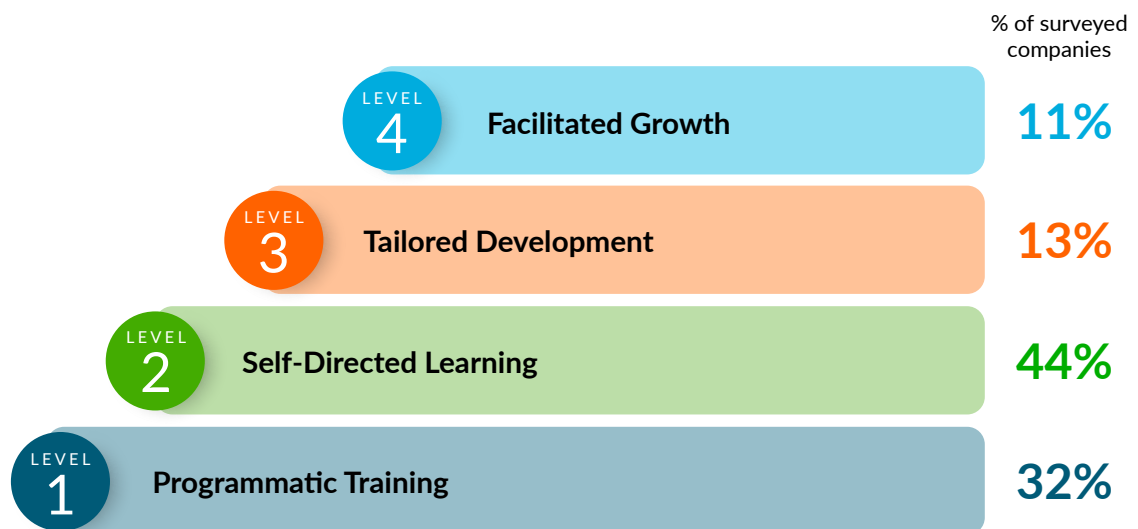 % of surveyed
companies
LEVEL
4
Facilitated Growth
11%
LEVEL
3
Tailored Development
13%
LEVEL
2
Self-Directed Learning
44%
LEVEL
1
Programmatic Training
32%